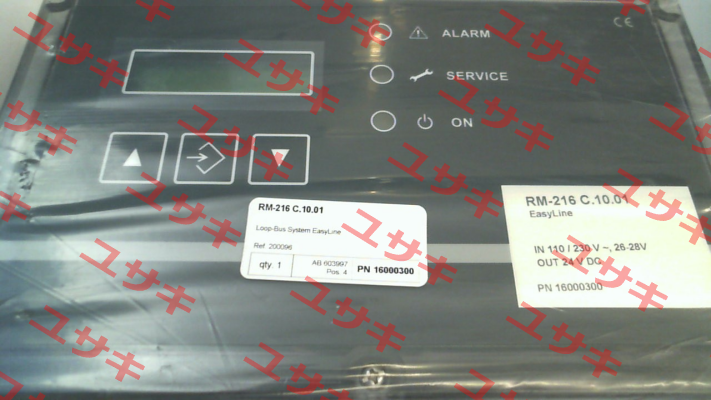 CE
ALARM
SERVICE
ON
RM-216 C.10.01
Loop-Bus System EasyLine
Ref. 200096
qty. 1
AB 603997
Pos. 4
PN 16000300
RM-216 C.10.01
EasyLine
IN 110 / 230 V ~, 26-28V
OUT 24 V DC
PN 16000300
ユサキ